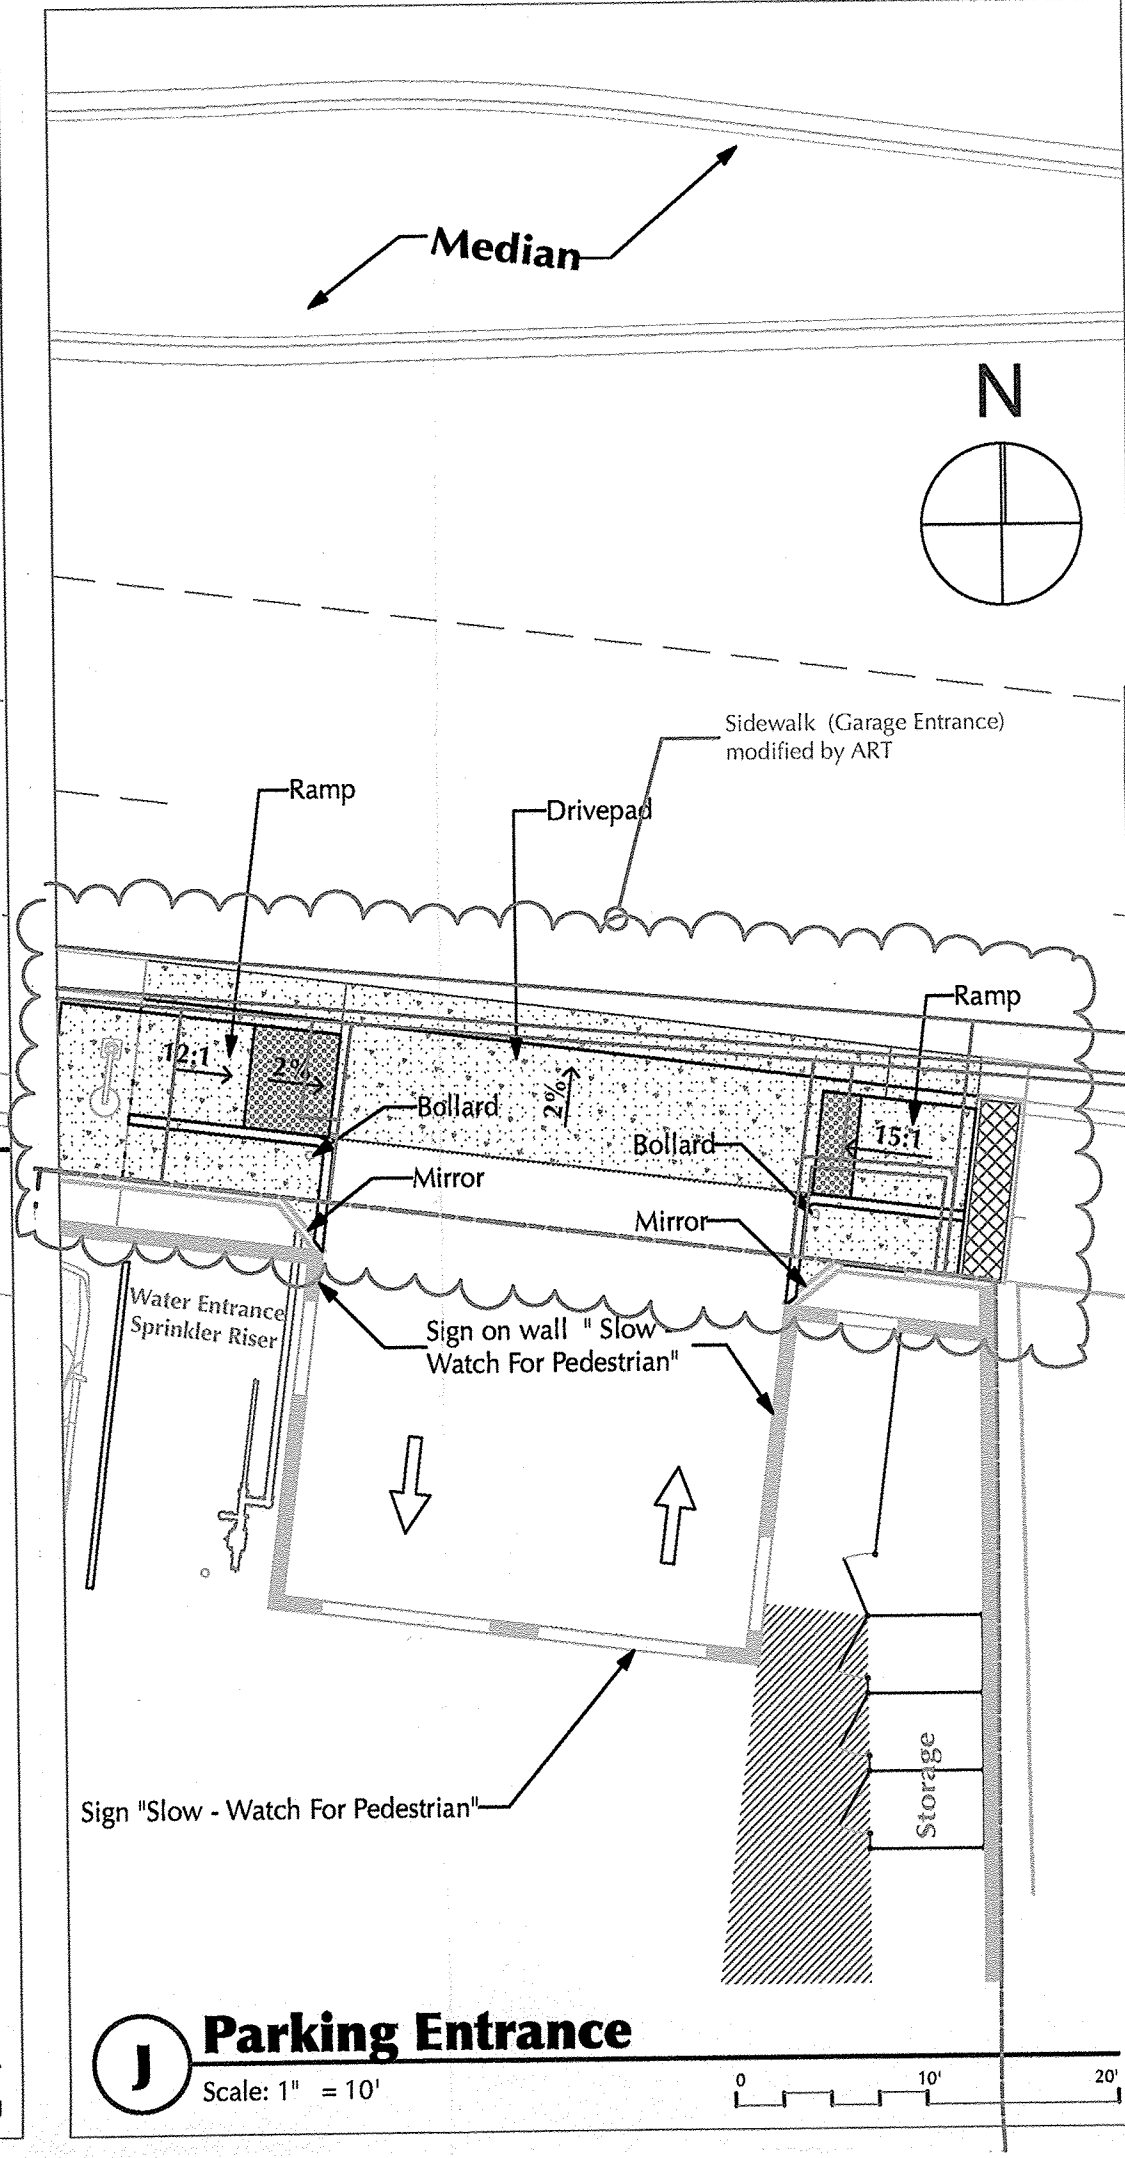 Median
N
Sidewalk (Garage Entrance)
modified by ART
Ramp
Drivepad
Ramp
12:1
2%
2%
15:1
Bollard
Bollard
Mirror
Mirror
Water Entrance
Sprinkler Riser
Sign on wall " Slow -
Watch For Pedestrian"
Storage
Sign "Slow - Watch For Pedestrian"
J
Parking Entrance
Scale: 1" = 10'
0 10' 20'